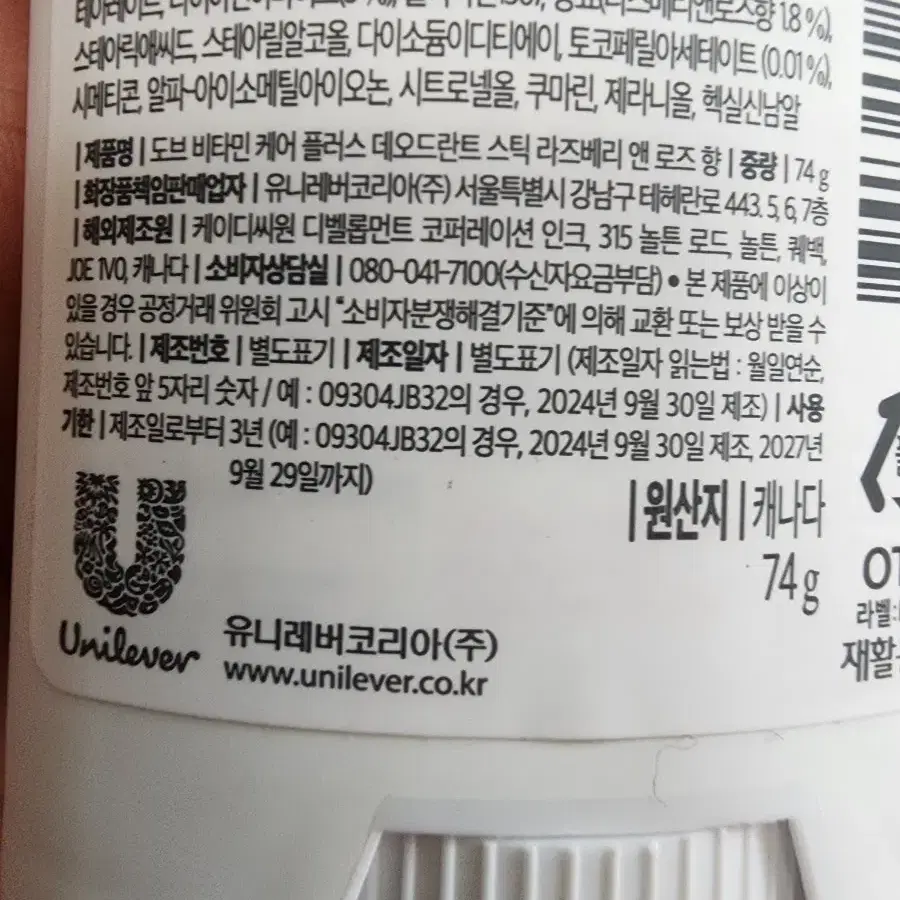 향료(라즈베리앤로즈향 1.8 %),
스테아릭애씨드, 스테아릴알코올, 다이소듐이디티에이, 토코페릴아세테이트 (0.01 %),
시메티콘, 알파-아이소메틸아이오논, 시트로넬올, 쿠마린, 제라니올, 헥실신남알
| 제품명 | 도브 비타민 케어 플러스 데오드란트 스틱 라즈베리 앤 로즈 향 | 중량 | 74 g
| 화장품책임판매업자 | 유니레버코리아(주) 서울특별시 강남구 테헤란로 443. 5, 6, 7층
| 해외제조원 | 케이디씨원 디벨롭먼트 코퍼레이션 인크, 315 놀튼 로드, 놀튼, 퀘백,
JOE 1V0, 캐나다 | 소비자상담실 | 080-041-7100(수신자요금부담) • 본 제품에 이상이
있을 경우 공정거래 위원회 고시 "소비자분쟁해결기준"에 의해 교환 또는 보상 받을 수
있습니다. | 제조번호 | 별도표기 | 제조일자 | 별도표기 (제조일자 읽는법 : 월일연순,
제조번호 앞 5자리 숫자 / 예 : 09304JB32의 경우, 2024년 9월 30일 제조) | 사용
기한 | 제조일로부터 3년 (예 : 09304JB32의 경우, 2024년 9월 30일 제조, 2027년
9월 29일까지)
| 원산지 | 캐나다
74 g
U
Unilever
유니레버코리아(주)
www.unilever.co.kr
OT
라벨:
재활